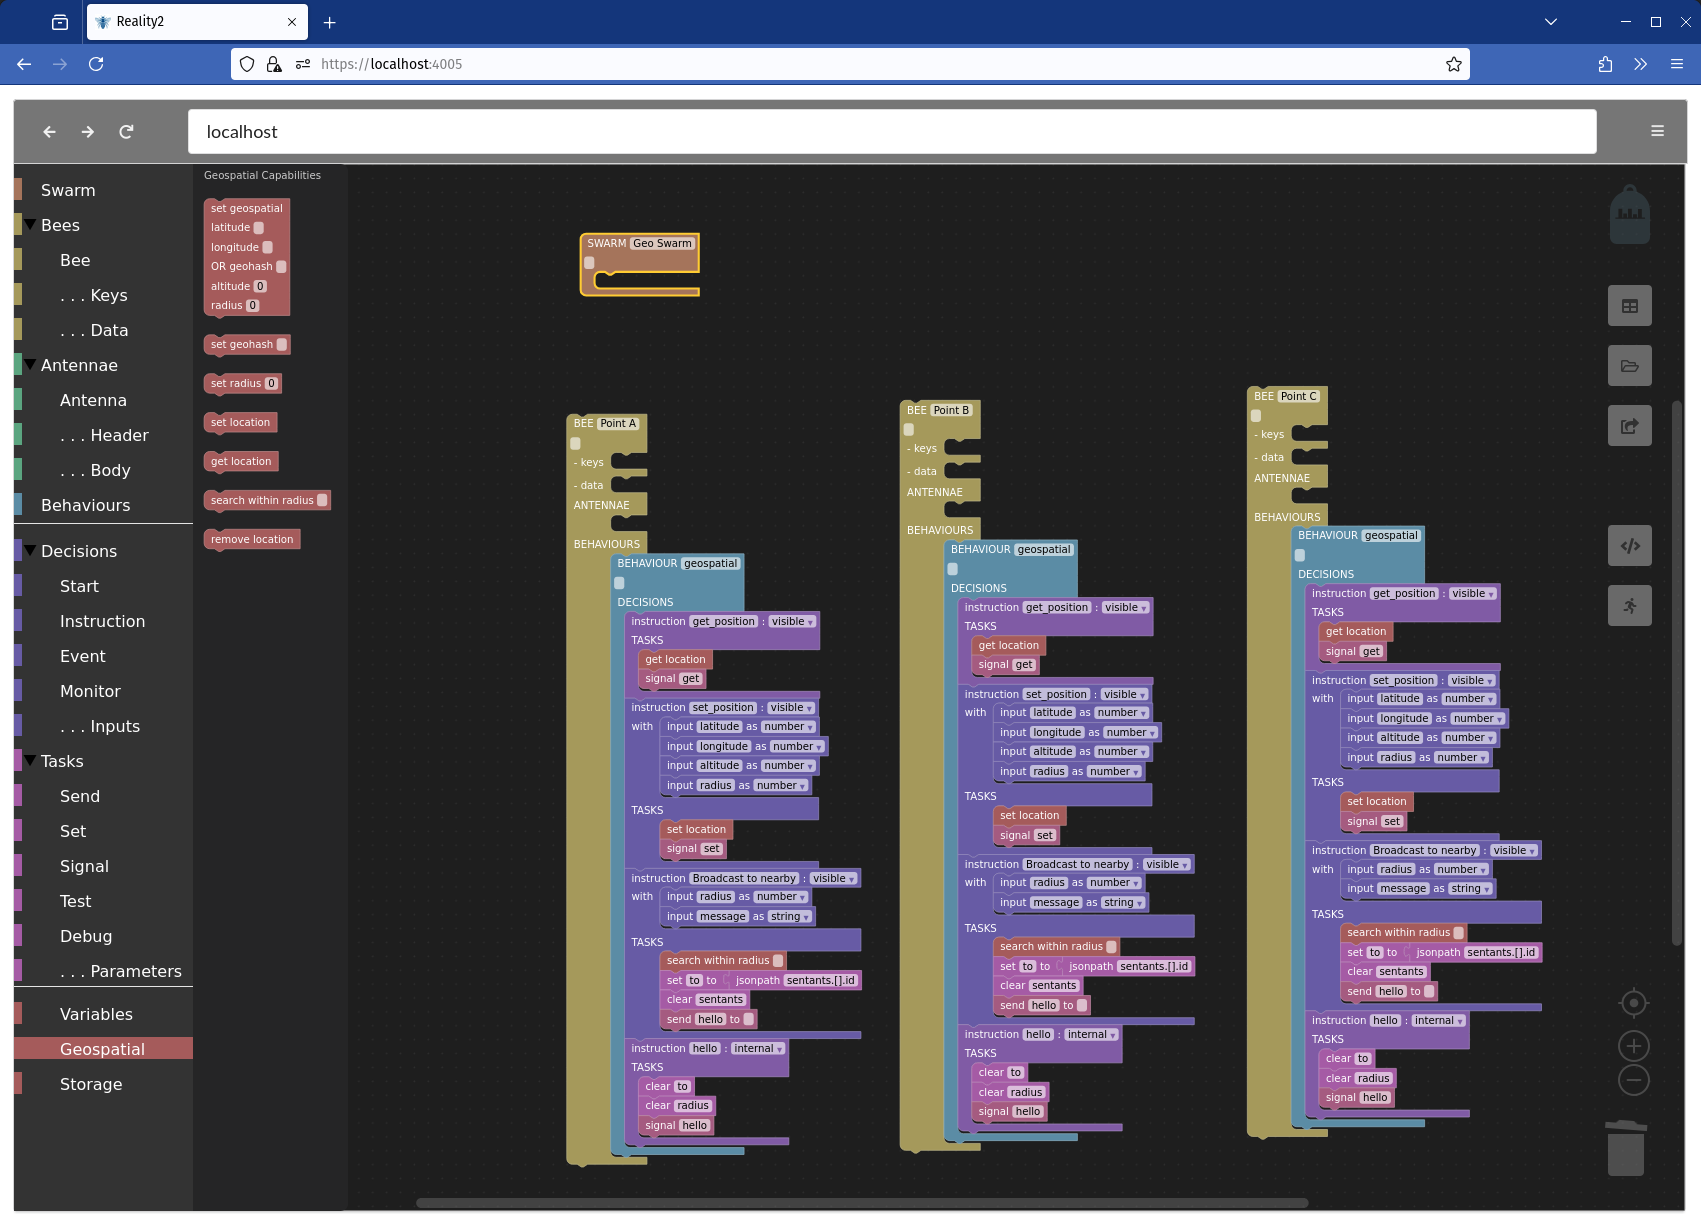 Reality2
https://localhost:4005
localhost
Swarm
Bees
Bee
. . . Keys
. . . Data
Antennae
Antenna
. . . Header
. . . Body
Behaviours
Decisions
Start
Instruction
Event
Monitor
. . . Inputs
Tasks
Send
Set
Signal
Test
Debug
. . . Parameters
Variables
Geospatial
Storage
Geospatial Capabilities
set geospatial
latitude
longitude
OR geohash
altitude 0
radius 0
set geohash
set radius 0
set location
get location
search within radius
remove location
SWARM Geo Swarm
BEE Point A
- keys
- data
ANTENNAE
BEHAVIOURS
BEHAVIOUR geospatial
DECISIONS
instruction get_position : visible
TASKS
get location
signal get
instruction set_position : visible
with input latitude as number
input longitude as number
input altitude as number
input radius as number
TASKS
set location
signal set
instruction Broadcast to nearby : visible
with input radius as number
input message as string
TASKS
search within radius
set to to jsonpath sentants.[].id
clear sentants
send hello to
instruction hello : internal
TASKS
clear to
clear radius
signal hello
BEE Point B
- keys
- data
ANTENNAE
BEHAVIOURS
BEHAVIOUR geospatial
DECISIONS
instruction get_position : visible
TASKS
get location
signal get
instruction set_position : visible
with input latitude as number
input longitude as number
input altitude as number
input radius as number
TASKS
set location
signal set
instruction Broadcast to nearby : visible
with input radius as number
input message as string
TASKS
search within radius
set to to jsonpath sentants.[].id
clear sentants
send hello to
instruction hello : internal
TASKS
clear to
clear radius
signal hello
BEE Point C
- keys
- data
ANTENNAE
BEHAVIOURS
BEHAVIOUR geospatial
DECISIONS
instruction get_position : visible
TASKS
get location
signal get
instruction set_position : visible
with input latitude as number
input longitude as number
input altitude as number
input radius as number
TASKS
set location
signal set
instruction Broadcast to nearby : visible
with input radius as number
input message as string
TASKS
search within radius
set to to jsonpath sentants.[].id
clear sentants
send hello to
instruction hello : internal
TASKS
clear to
clear radius
signal hello